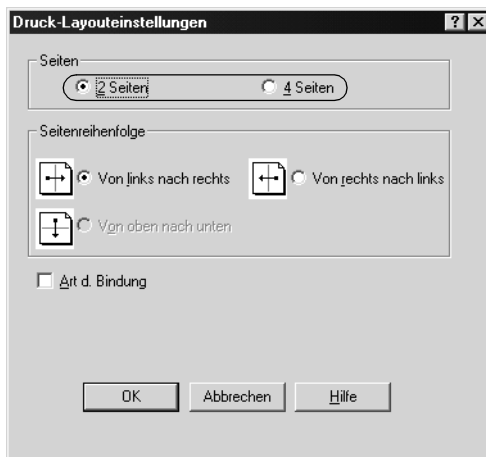 Druck-Layouteinstellungen
Seiten
2 Seiten 4 Seiten
Seitenreihenfolge
Von links nach rechts Von rechts nach links
Von oben nach unten
Art d. Bindung
OK Abbrechen Hilfe